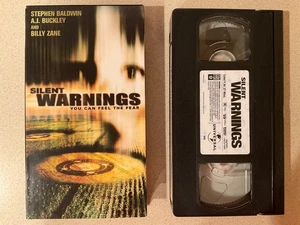 STEPHEN BALDWIN
A.J. BUCKLEY
AND
BILLY ZANE
SILENT
WARNINGS
YOU CAN FEEL THE FEAR
SILENT
WARNINGS
UNIVERSAL